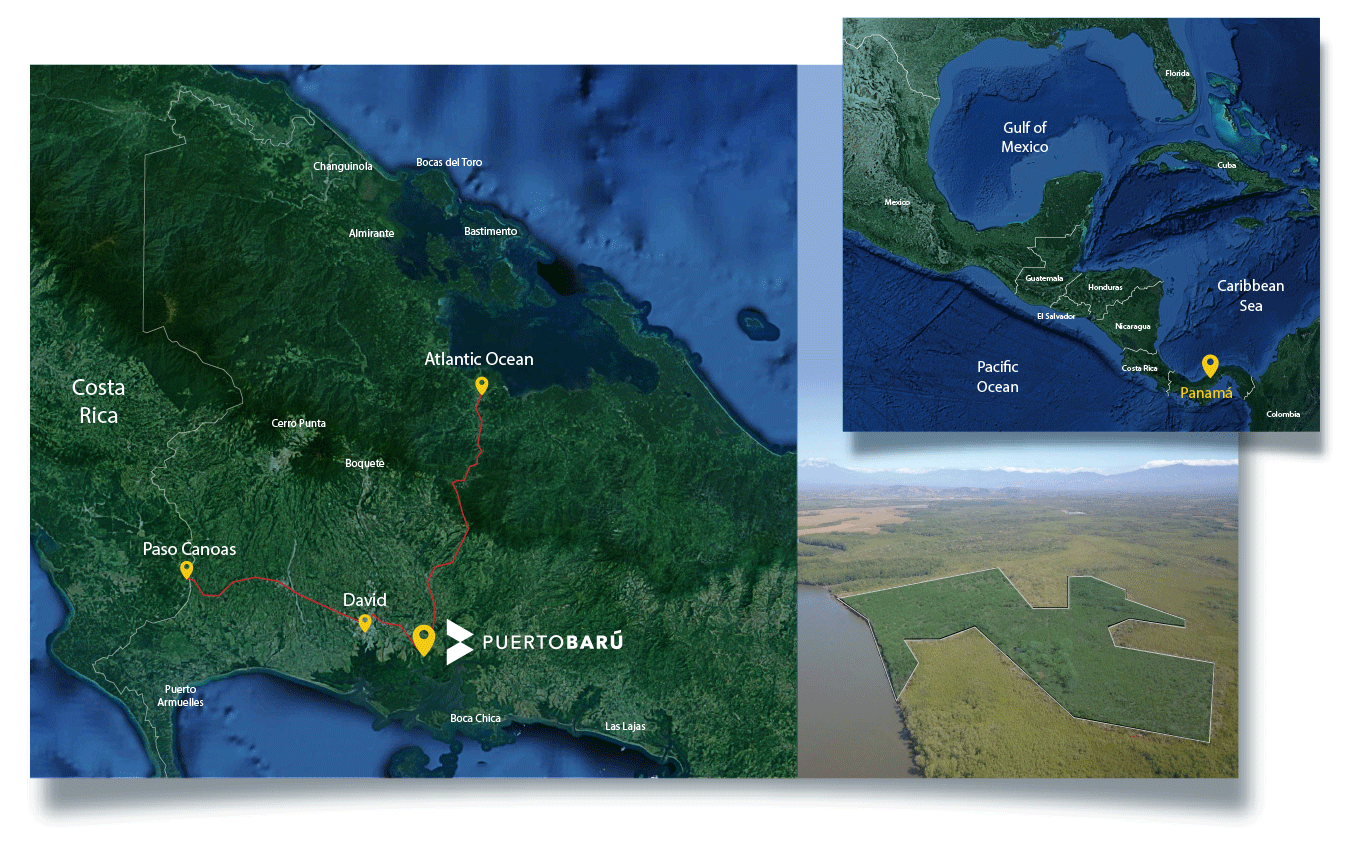 Changuinola
Bocas del Toro
Almirante
Bastimento
Atlantic Ocean
Costa
Rica
Cerro Punta
Boquete
Paso Canoas
David
PUERTOBARÚ
Puerto
Armuelles
Boca Chica
Las Lajas
Florida
Gulf of
Mexico
Cuba
Mexico
Guatemala
Honduras
Caribbean
Sea
El Salvador
Nicaragua
Pacific
Ocean
Costa Rica
Panamá
Colombia